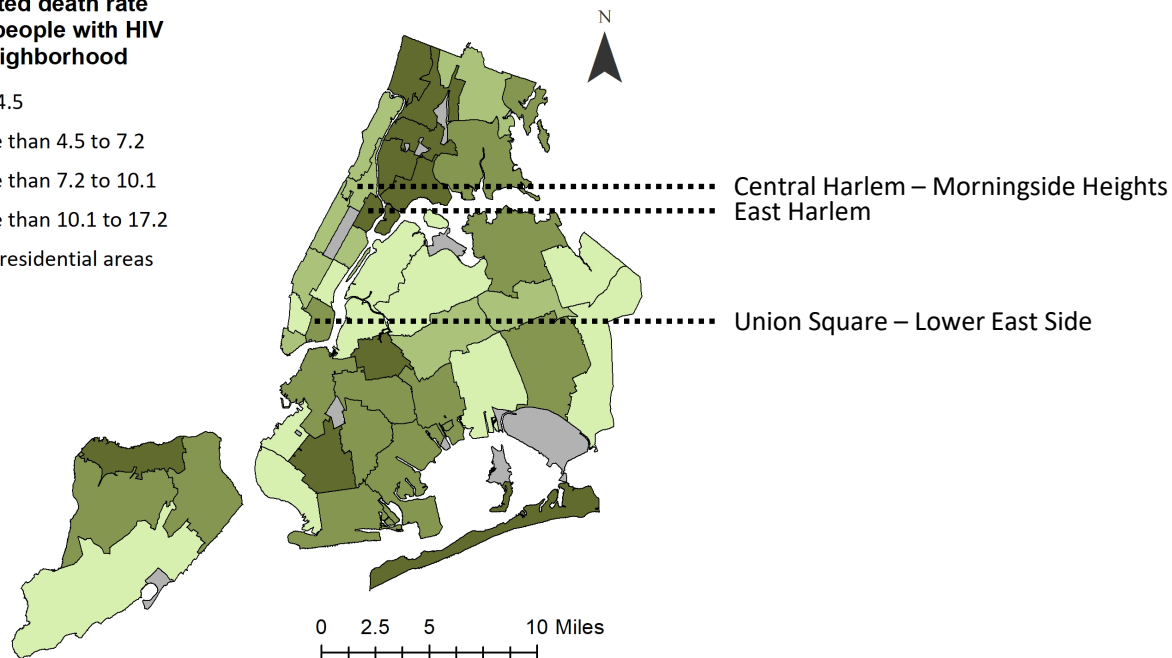 ted death rate
people with HIV
ighborhood
4.5
e than 4.5 to 7.2
e than 7.2 to 10.1
e than 10.1 to 17.2
residential areas
N
Central Harlem – Morningside Heights
East Harlem
Union Square – Lower East Side
0 2.5 5 10 Miles